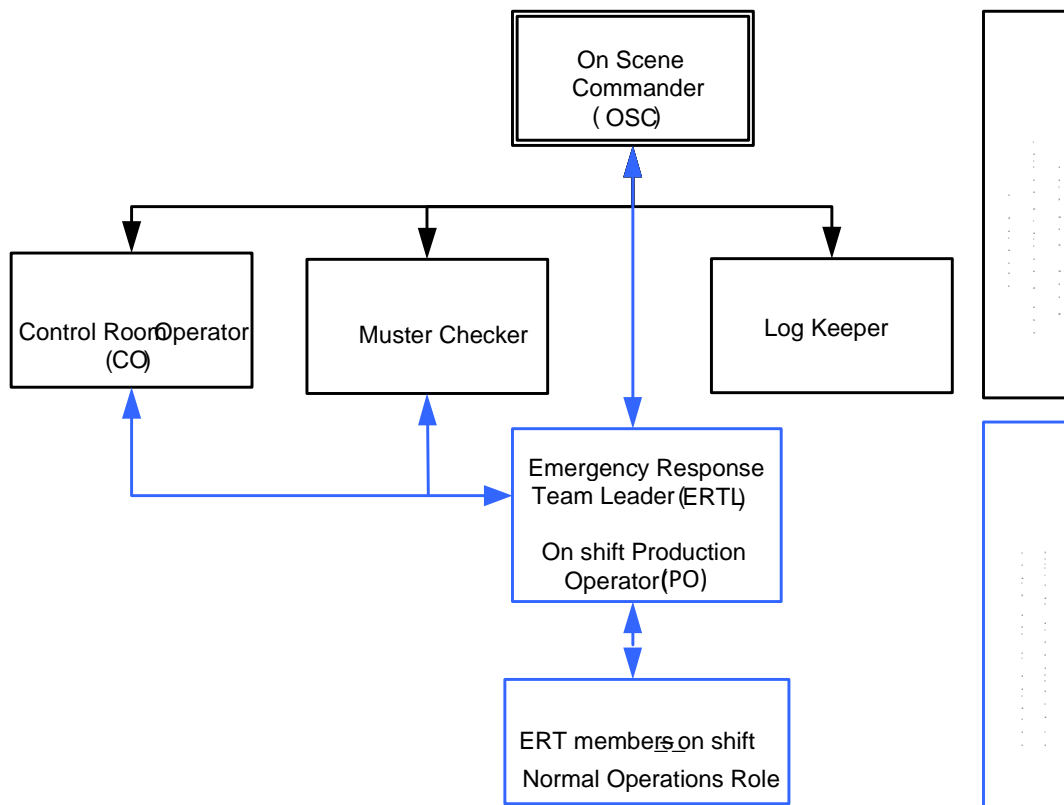 On Scene
Commander
(OSC)
Control Room Operator
(CO)
Muster Checker
Log Keeper
Emergency Response
Team Leader (ERTL)
On shift Production
Operator (PO)
ERT members on shift
Normal Operations Role